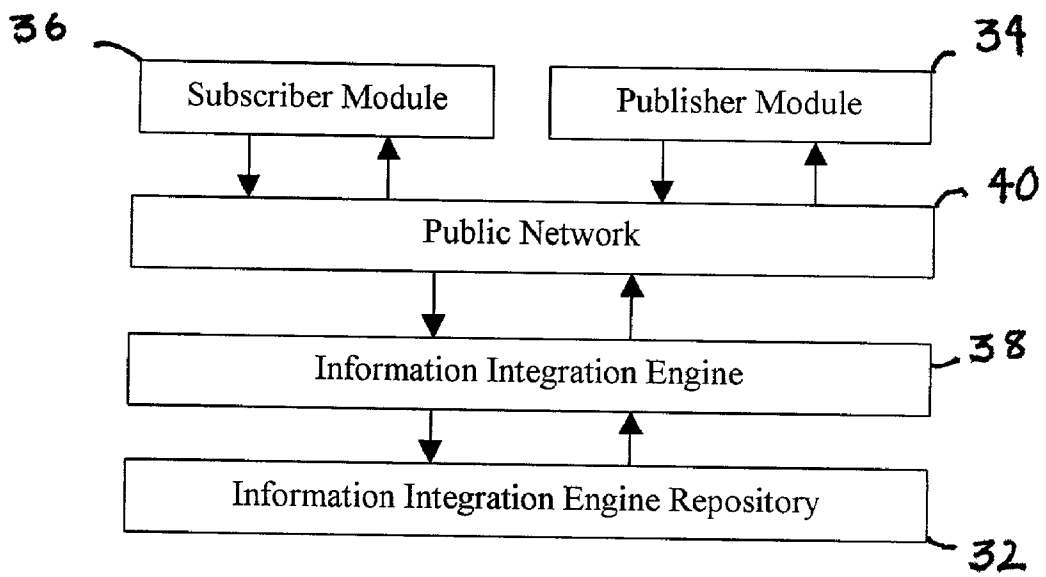 36
34
Subscriber Module
Publisher Module
40
Public Network
38
Information Integration Engine
Information Integration Engine Repository
32